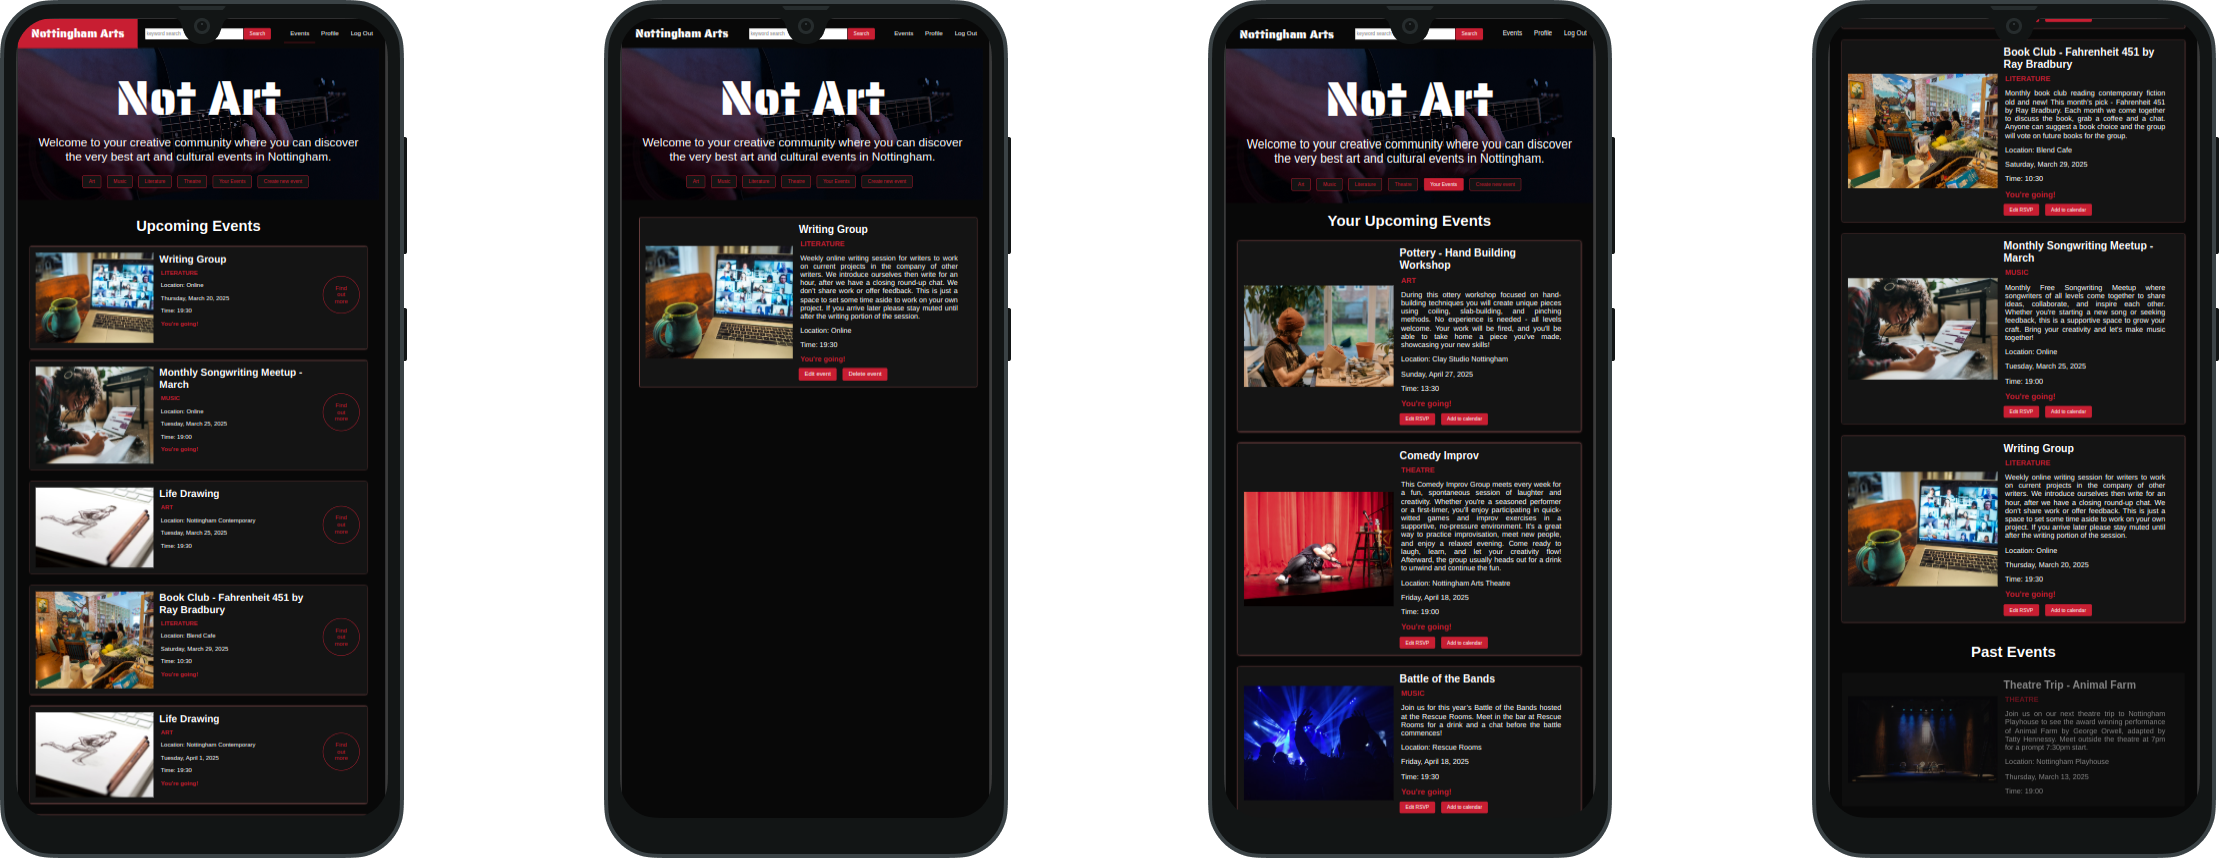 Nottingham Arts
keyword search
Search
Events
Profile
Log Out
Not Art
Welcome to your creative community where you can discover
the very best art and cultural events in Nottingham.
Art
Music
Literature
Theatre
Your Events
Create new event
Upcoming Events
Writing Group
LITERATURE
Location: Online
Thursday, March 20, 2025
Time: 19:30
You're going!
Find
out
more
Monthly Songwriting Meetup -
March
MUSIC
Location: Online
Tuesday, March 25, 2025
Time: 19:00
You're going!
Find
out
more
Life Drawing
ART
Location: Nottingham Contemporary
Tuesday, March 25, 2025
Time: 19:30
Find
out
more
Book Club - Fahrenheit 451 by
Ray Bradbury
LITERATURE
Location: Blend Cafe
Saturday, March 29, 2025
Time: 10:30
You're going!
Find
out
more
Life Drawing
ART
Location: Nottingham Contemporary
Tuesday, April 1, 2025
Time: 19:30
You're going!
Find
out
more
Nottingham Arts
keyword search
Search
Events
Profile
Log Out
Not Art
Welcome to your creative community where you can discover
the very best art and cultural events in Nottingham.
Art
Music
Literature
Theatre
Your Events
Create new event
Writing Group
LITERATURE
Weekly online writing session for writers to work
on current projects in the company of other
writers. We introduce ourselves then write for an
hour, after we have a closing round-up chat. We
don't share work or offer feedback. This is just a
space to set some time aside to work on your own
project. If you arrive later please stay muted until
after the writing portion of the session.
Location: Online
Time: 19:30
You're going!
Edit event
Delete event
Nottingham Arts
keyword search
Search
Events
Profile
Log Out
Not Art
Welcome to your creative community where you can discover
the very best art and cultural events in Nottingham.
Art
Music
Literature
Theatre
Your Events
Create new event
Your Upcoming Events
Pottery - Hand Building
Workshop
ART
During this ottery workshop focused on hand-
building techniques you will create unique pieces
using coiling, slab-building, and pinching
methods. No experience is needed - all levels
welcome. Your work will be fired, and you'll be
able to take home a piece you've made,
showcasing your new skills!
Location: Clay Studio Nottingham
Sunday, April 27, 2025
Time: 13:30
You're going!
Edit RSVP
Add to calendar
Comedy Improv
THEATRE
This Comedy Improv Group meets every week for
a fun, spontaneous session of laughter and
creativity. Whether you're a seasoned performer
or a first-timer, you'll enjoy participating in quick-
witted games and improv exercises in a
supportive, no-pressure environment. It's a great
way to practice improvisation, meet new people,
and enjoy a relaxed evening. Come ready to
laugh, learn, and let your creativity flow!
Afterward, the group usually heads out for a drink
to unwind and continue the fun.
Location: Nottingham Arts Theatre
Friday, April 18, 2025
Time: 19:00
You're going!
Edit RSVP
Add to calendar
Battle of the Bands
MUSIC
Join us for this year's Battle of the Bands hosted
at the Rescue Rooms. Meet in the bar at Rescue
Rooms for a drink and a chat before the battle
commences!
Location: Rescue Rooms
Friday, April 18, 2025
Time: 19:30
You're going!
Edit RSVP
Add to calendar
Book Club - Fahrenheit 451 by
Ray Bradbury
LITERATURE
Monthly book club reading contemporary fiction
old and new! This month's pick - Fahrenheit 451
by Ray Bradbury. Each month we come together
to discuss the book, grab a coffee and a chat.
Anyone can suggest a book choice and the group
will vote on future books for the group.
Location: Blend Cafe
Saturday, March 29, 2025
Time: 10:30
You're going!
Edit RSVP
Add to calendar
Monthly Songwriting Meetup -
March
MUSIC
Monthly Free Songwriting Meetup where
songwriters of all levels come together to share
ideas, collaborate, and inspire each other.
Whether you're starting a new song or seeking
feedback, this is a supportive space to grow your
craft. Bring your creativity and let's make music
together!
Location: Online
Tuesday, March 25, 2025
Time: 19:00
You're going!
Edit RSVP
Add to calendar
Writing Group
LITERATURE
Weekly online writing session for writers to work
on current projects in the company of other
writers. We introduce ourselves then write for an
hour, after we have a closing round-up chat. We
don't share work or offer feedback. This is just a
space to set some time aside to work on your own
project. If you arrive later please stay muted until
after the writing portion of the session.
Location: Online
Thursday, March 20, 2025
Time: 19:30
You're going!
Edit RSVP
Add to calendar
Past Events
Theatre Trip - Animal Farm
THEATRE
Join us on our next theatre trip to Nottingham
Playhouse to see the award winning performance
of Animal Farm by George Orwell, adapted by
Tatty Hennessy. Meet outside the theatre at 7pm
for a prompt 7:30pm start.
Location: Nottingham Playhouse
Thursday, March 13, 2025
Time: 19:00